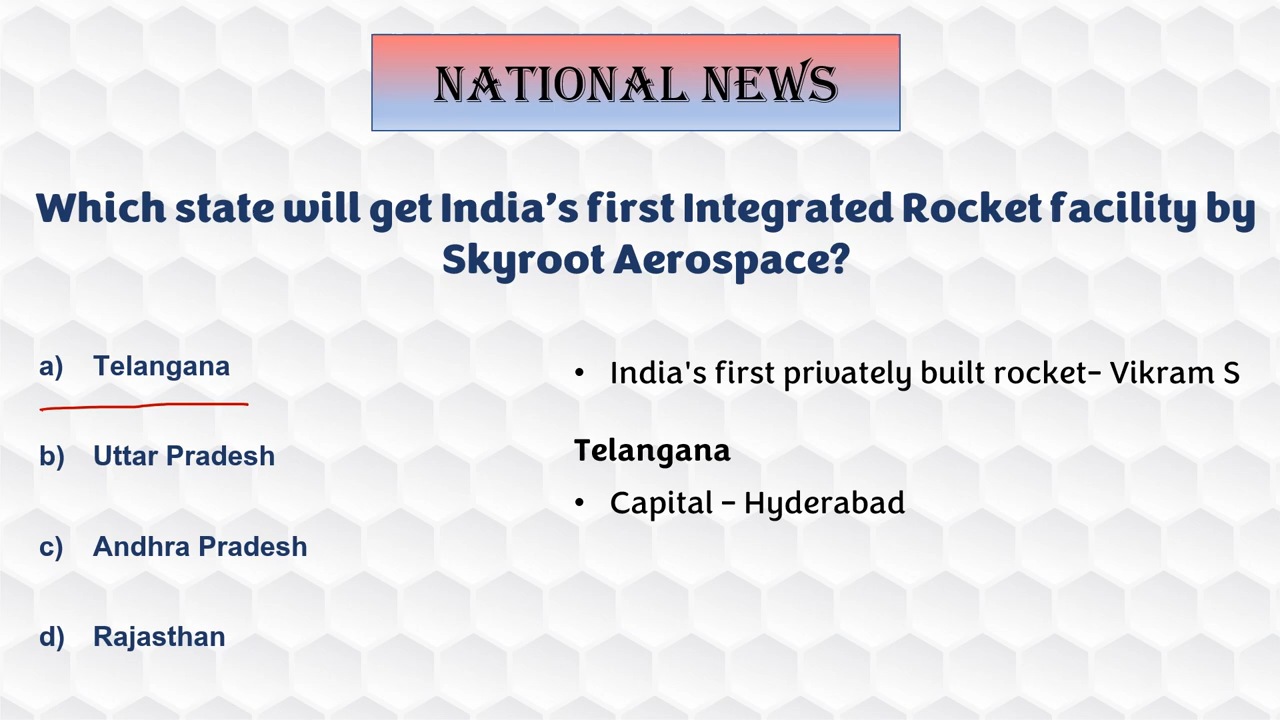 NATIONAL NEWS
Which state will get India’s first Integrated Rocket facility by
Skyroot Aerospace?
a) Telangana
b) Uttar Pradesh
c) Andhra Pradesh
d) Rajasthan
• India's first privately built rocket– Vikram S
Telangana
• Capital – Hyderabad